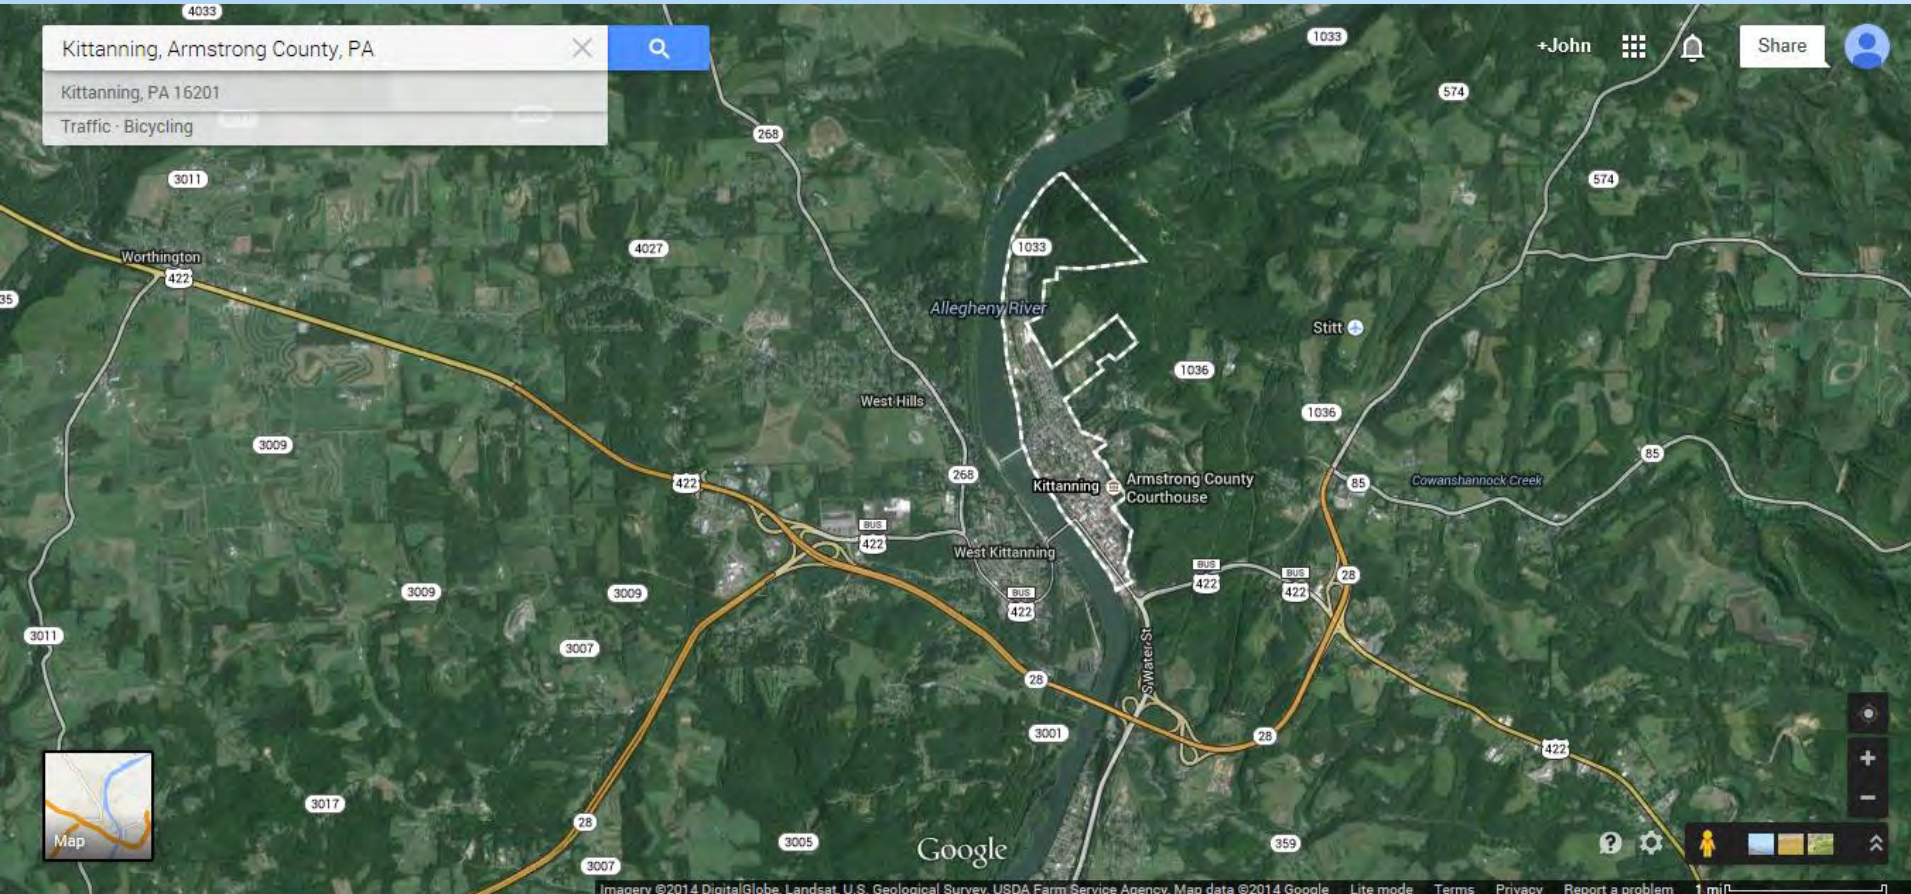 4033
Kittanning, Armstrong County, PA
Kittanning, PA 16201
Traffic · Bicycling
1033
+John
Share
574
268
3011
574
4027
1033
Worthington
422
35
Allegheny River
Stitt
1036
West Hills
1036
3009
85
268
Kittanning
Armstrong County
Courthouse
422
85
Cowanshannock Creek
BUS
422
West Kittanning
BUS
422
BUS
422
28
3009
3009
BUS
422
3011
3007
S Water St
28
3001
28
422
3017
28
Map
3005
Google
359
3007
Imagery ©2014 DigitalGlobe, Landsat, U.S. Geological Survey, USDA Farm Service Agency, Map data ©2014 Google Lite mode Terms Privacy Report a problem 1 mi